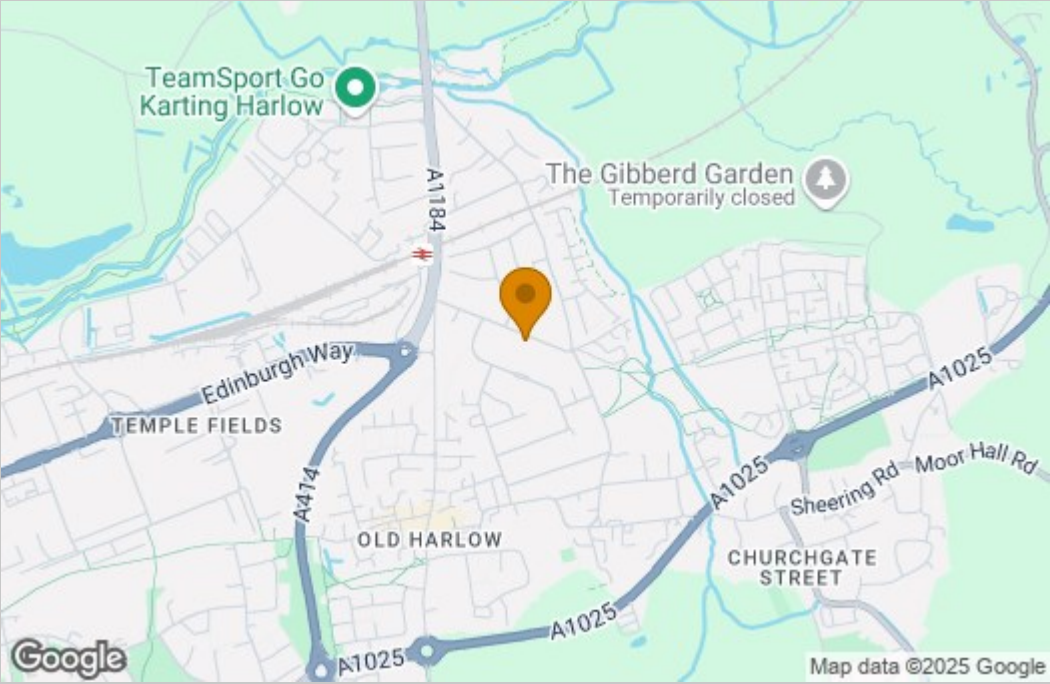 TeamSport Go
Karting Harlow
A1184
The Gibberd Garden
Temporarily closed
Edinburgh Way
TEMPLE FIELDS
A1025
A414
A1025
Sheering Rd
Moor Hall Rd
OLD HARLOW
CHURCHGATE
STREET
A1025
A1025
Google
Map data ©2025 Google